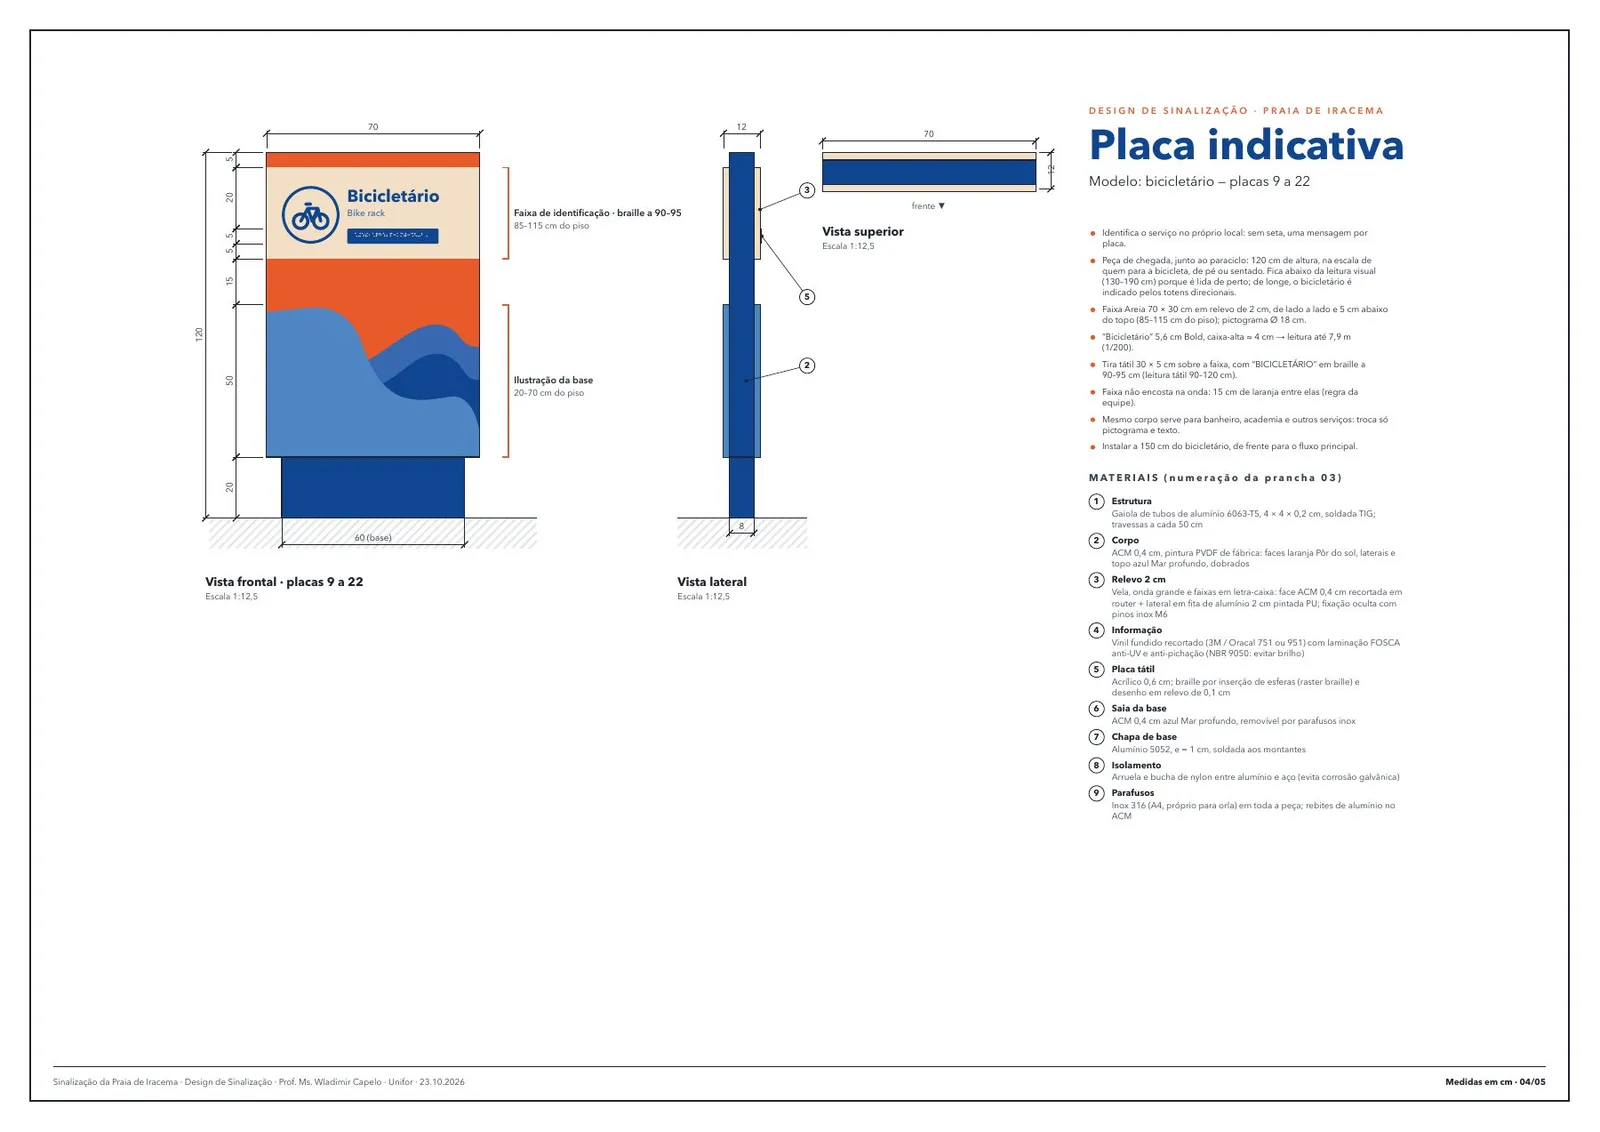 70
5
20
5
5
15
50
20
120
Bicicletário
Bike rack
60 (base)
Faixa de identificação · braille a 90–95
85–115 cm do piso
Ilustração da base
20–70 cm do piso
Vista frontal · placas 9 a 22
Escala 1:12,5
12
3
5
2
8
Vista lateral
Escala 1:12,5
70
12
frente ▼
Vista superior
Escala 1:12,5
DESIGN DE SINALIZAÇÃO · PRAIA DE IRACEMA
Placa indicativa
Modelo: bicicletário – placas 9 a 22
Identifica o serviço no próprio local: sem seta, uma mensagem por
placa.
Peça de chegada, junto ao paraciclo: 120 cm de altura, na escala de
quem para a bicicleta, de pé ou sentado. Fica abaixo da leitura visual
(130–190 cm) porque é lida de perto; de longe, o bicicletário é
indicado pelos totens direcionais.
Faixa Areia 70 × 30 cm em relevo de 2 cm, de lado a lado e 5 cm abaixo
do topo (85–115 cm do piso); pictograma Ø 18 cm.
“Bicicletário” 5,6 cm Bold, caixa-alta ≈ 4 cm → leitura até 7,9 m
(1/200).
Tira tátil 30 × 5 cm sobre a faixa, com “BICICLETÁRIO” em braille a
90–95 cm (leitura tátil 90–120 cm).
Faixa não encosta na onda: 15 cm de laranja entre elas (regra da
equipe).
Mesmo corpo serve para banheiro, academia e outros serviços: troca só
pictograma e texto.
Instalar a 150 cm do bicicletário, de frente para o fluxo principal.
MATERIAIS (numeração da prancha 03)
1 Estrutura
Gaiola de tubos de alumínio 6063-T5, 4 × 4 × 0,2 cm, soldada TIG;
travessas a cada 50 cm
2 Corpo
ACM 0,4 cm, pintura PVDF de fábrica: faces laranja Pôr do sol, laterais e
topo azul Mar profundo, dobrados
3 Relevo 2 cm
Vela, onda grande e faixas em letra-caixa: face ACM 0,4 cm recortada em
router + lateral em fita de alumínio 2 cm pintada PU; fixação oculta com
pinos inox M6
4 Informação
Vinil fundido recortado (3M / Oracal 751 ou 951) com laminação FOSCA
anti-UV e anti-pichação (NBR 9050: evitar brilho)
5 Placa tátil
Acrílico 0,6 cm; braille por inserção de esferas (raster braille) e
desenho em relevo de 0,1 cm
6 Saia da base
ACM 0,4 cm azul Mar profundo, removível por parafusos inox
7 Chapa de base
Alumínio 5052, e = 1 cm, soldada aos montantes
8 Isolamento
Arruela e bucha de nylon entre alumínio e aço (evita corrosão galvânica)
9 Parafusos
Inox 316 (A4, próprio para orla) em toda a peça; rebites de alumínio no
ACM
Sinalização da Praia de Iracema · Design de Sinalização · Prof. Ms. Wladimir Capelo · Unifor · 23.10.2026
Medidas em cm · 04/05